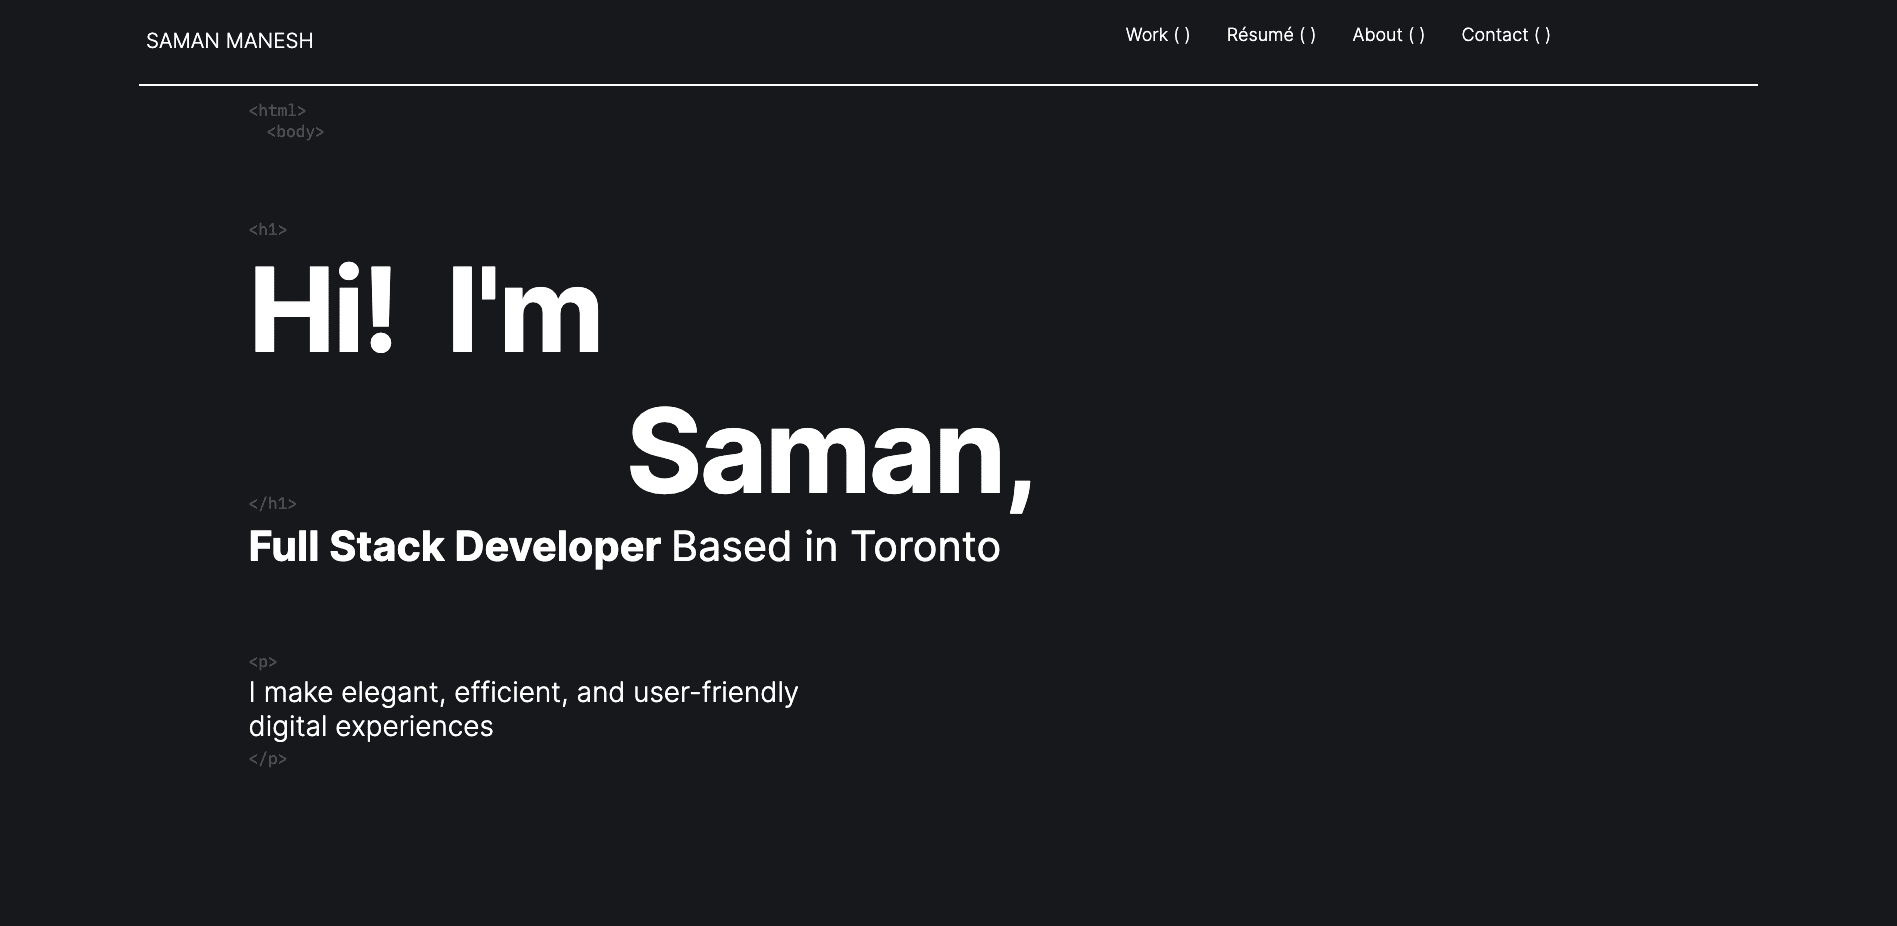 SAMAN MANESH
Work ( ) Résumé ( ) About ( ) Contact ( )
<html>
<body>
<h1>
Hi! I'm
Saman,
</h1>
Full Stack Developer Based in Toronto
<p>
I make elegant, efficient, and user-friendly
digital experiences
</p>